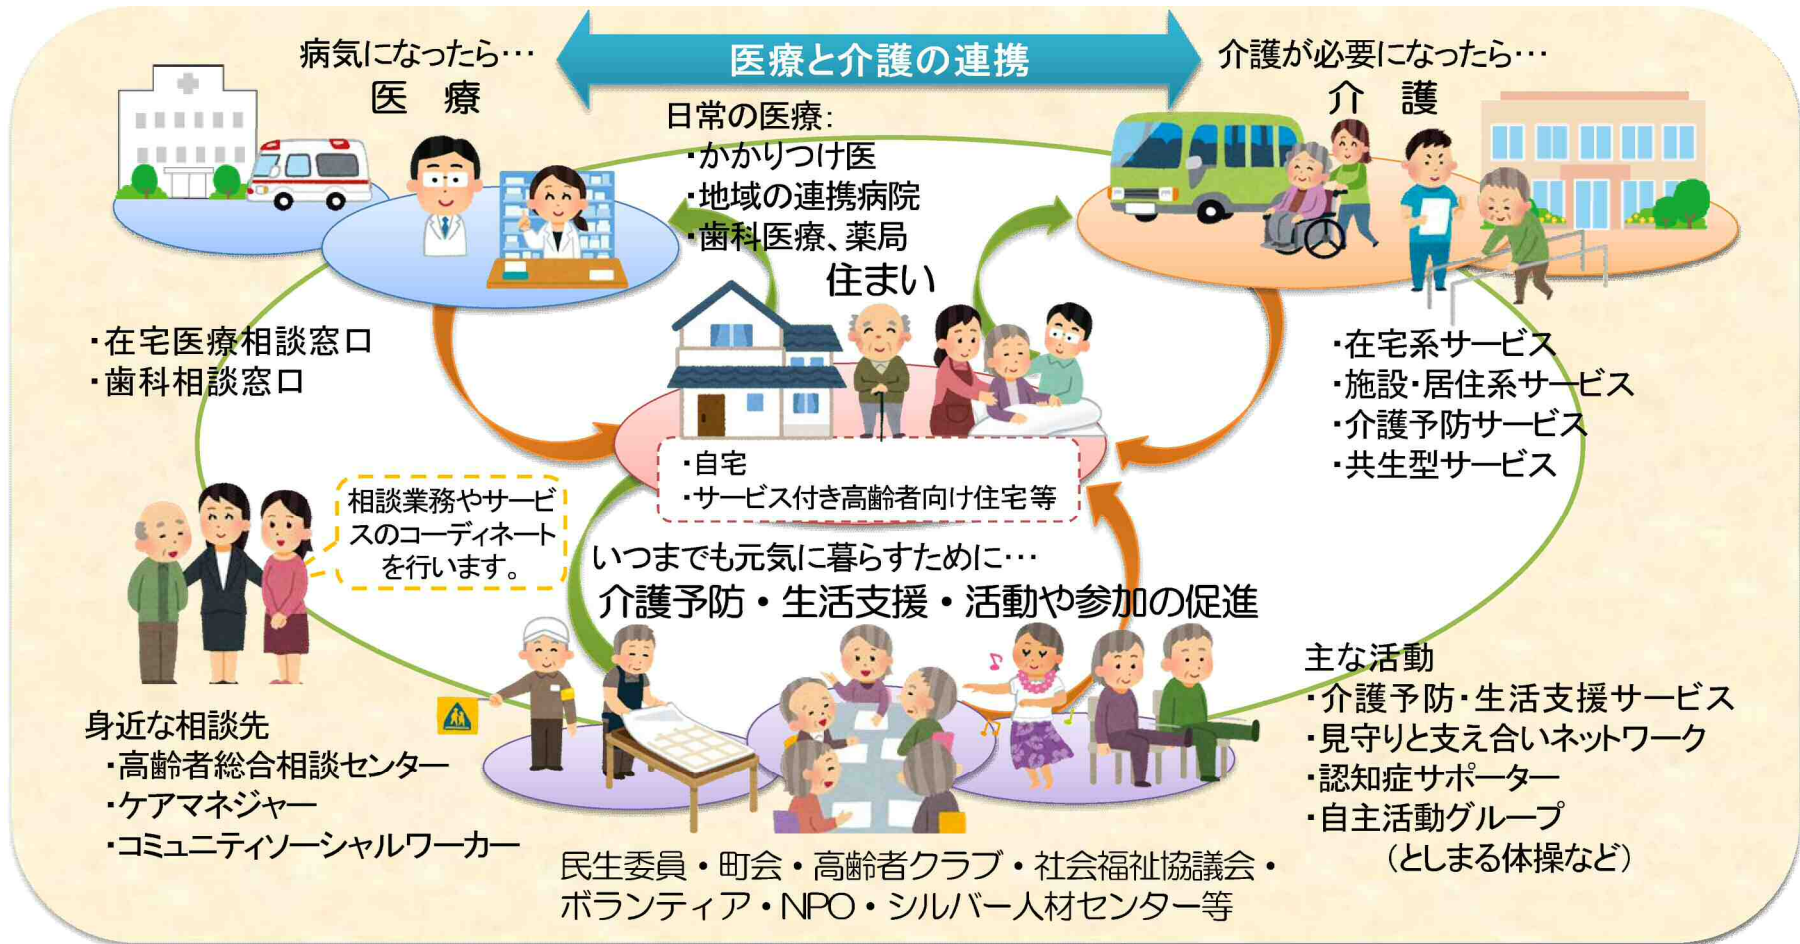 病気になったら…
医 療
医療と介護の連携
介護が必要になったら…
介 護
日常の医療：
・かかりつけ医
・地域の連携病院
・歯科医療、薬局
住まい
・在宅医療相談窓口
・歯科相談窓口
・在宅系サービス
・施設・居住系サービス
・介護予防サービス
・共生型サービス
・自宅
・サービス付き高齢者向け住宅等
相談業務やサービ
スのコーディネート
を行います。
いつまでも元気に暮らすために…
介護予防・生活支援・活動や参加の促進
身近な相談先
・高齢者総合相談センター
・ケアマネジャー
・コミュニティソーシャルワーカー
主な活動
・介護予防・生活支援サービス
・見守りと支え合いネットワーク
・認知症サポーター
・自主活動グループ
（としまる体操など）
民生委員・町会・高齢者クラブ・社会福祉協議会・
ボランティア・NPO・シルバー人材センター等